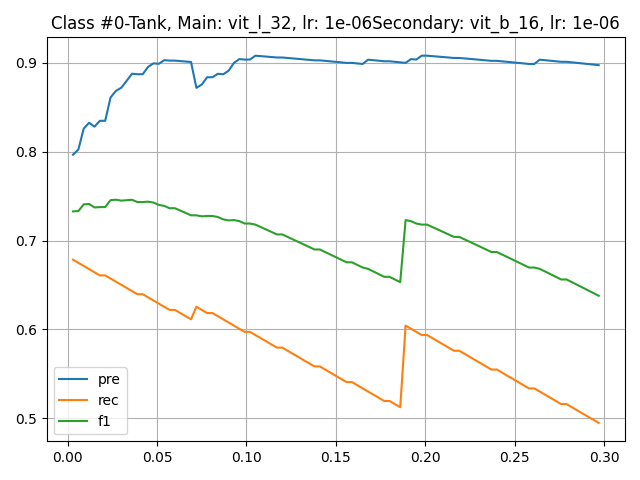 Class #0-Tank, Main: vit_l_32, lr: 1e-06Secondary: vit_b_16, lr: 1e-06
0.9
0.8
0.7
0.6
0.5
pre
rec
f1
0.00 0.05 0.10 0.15 0.20 0.25 0.30